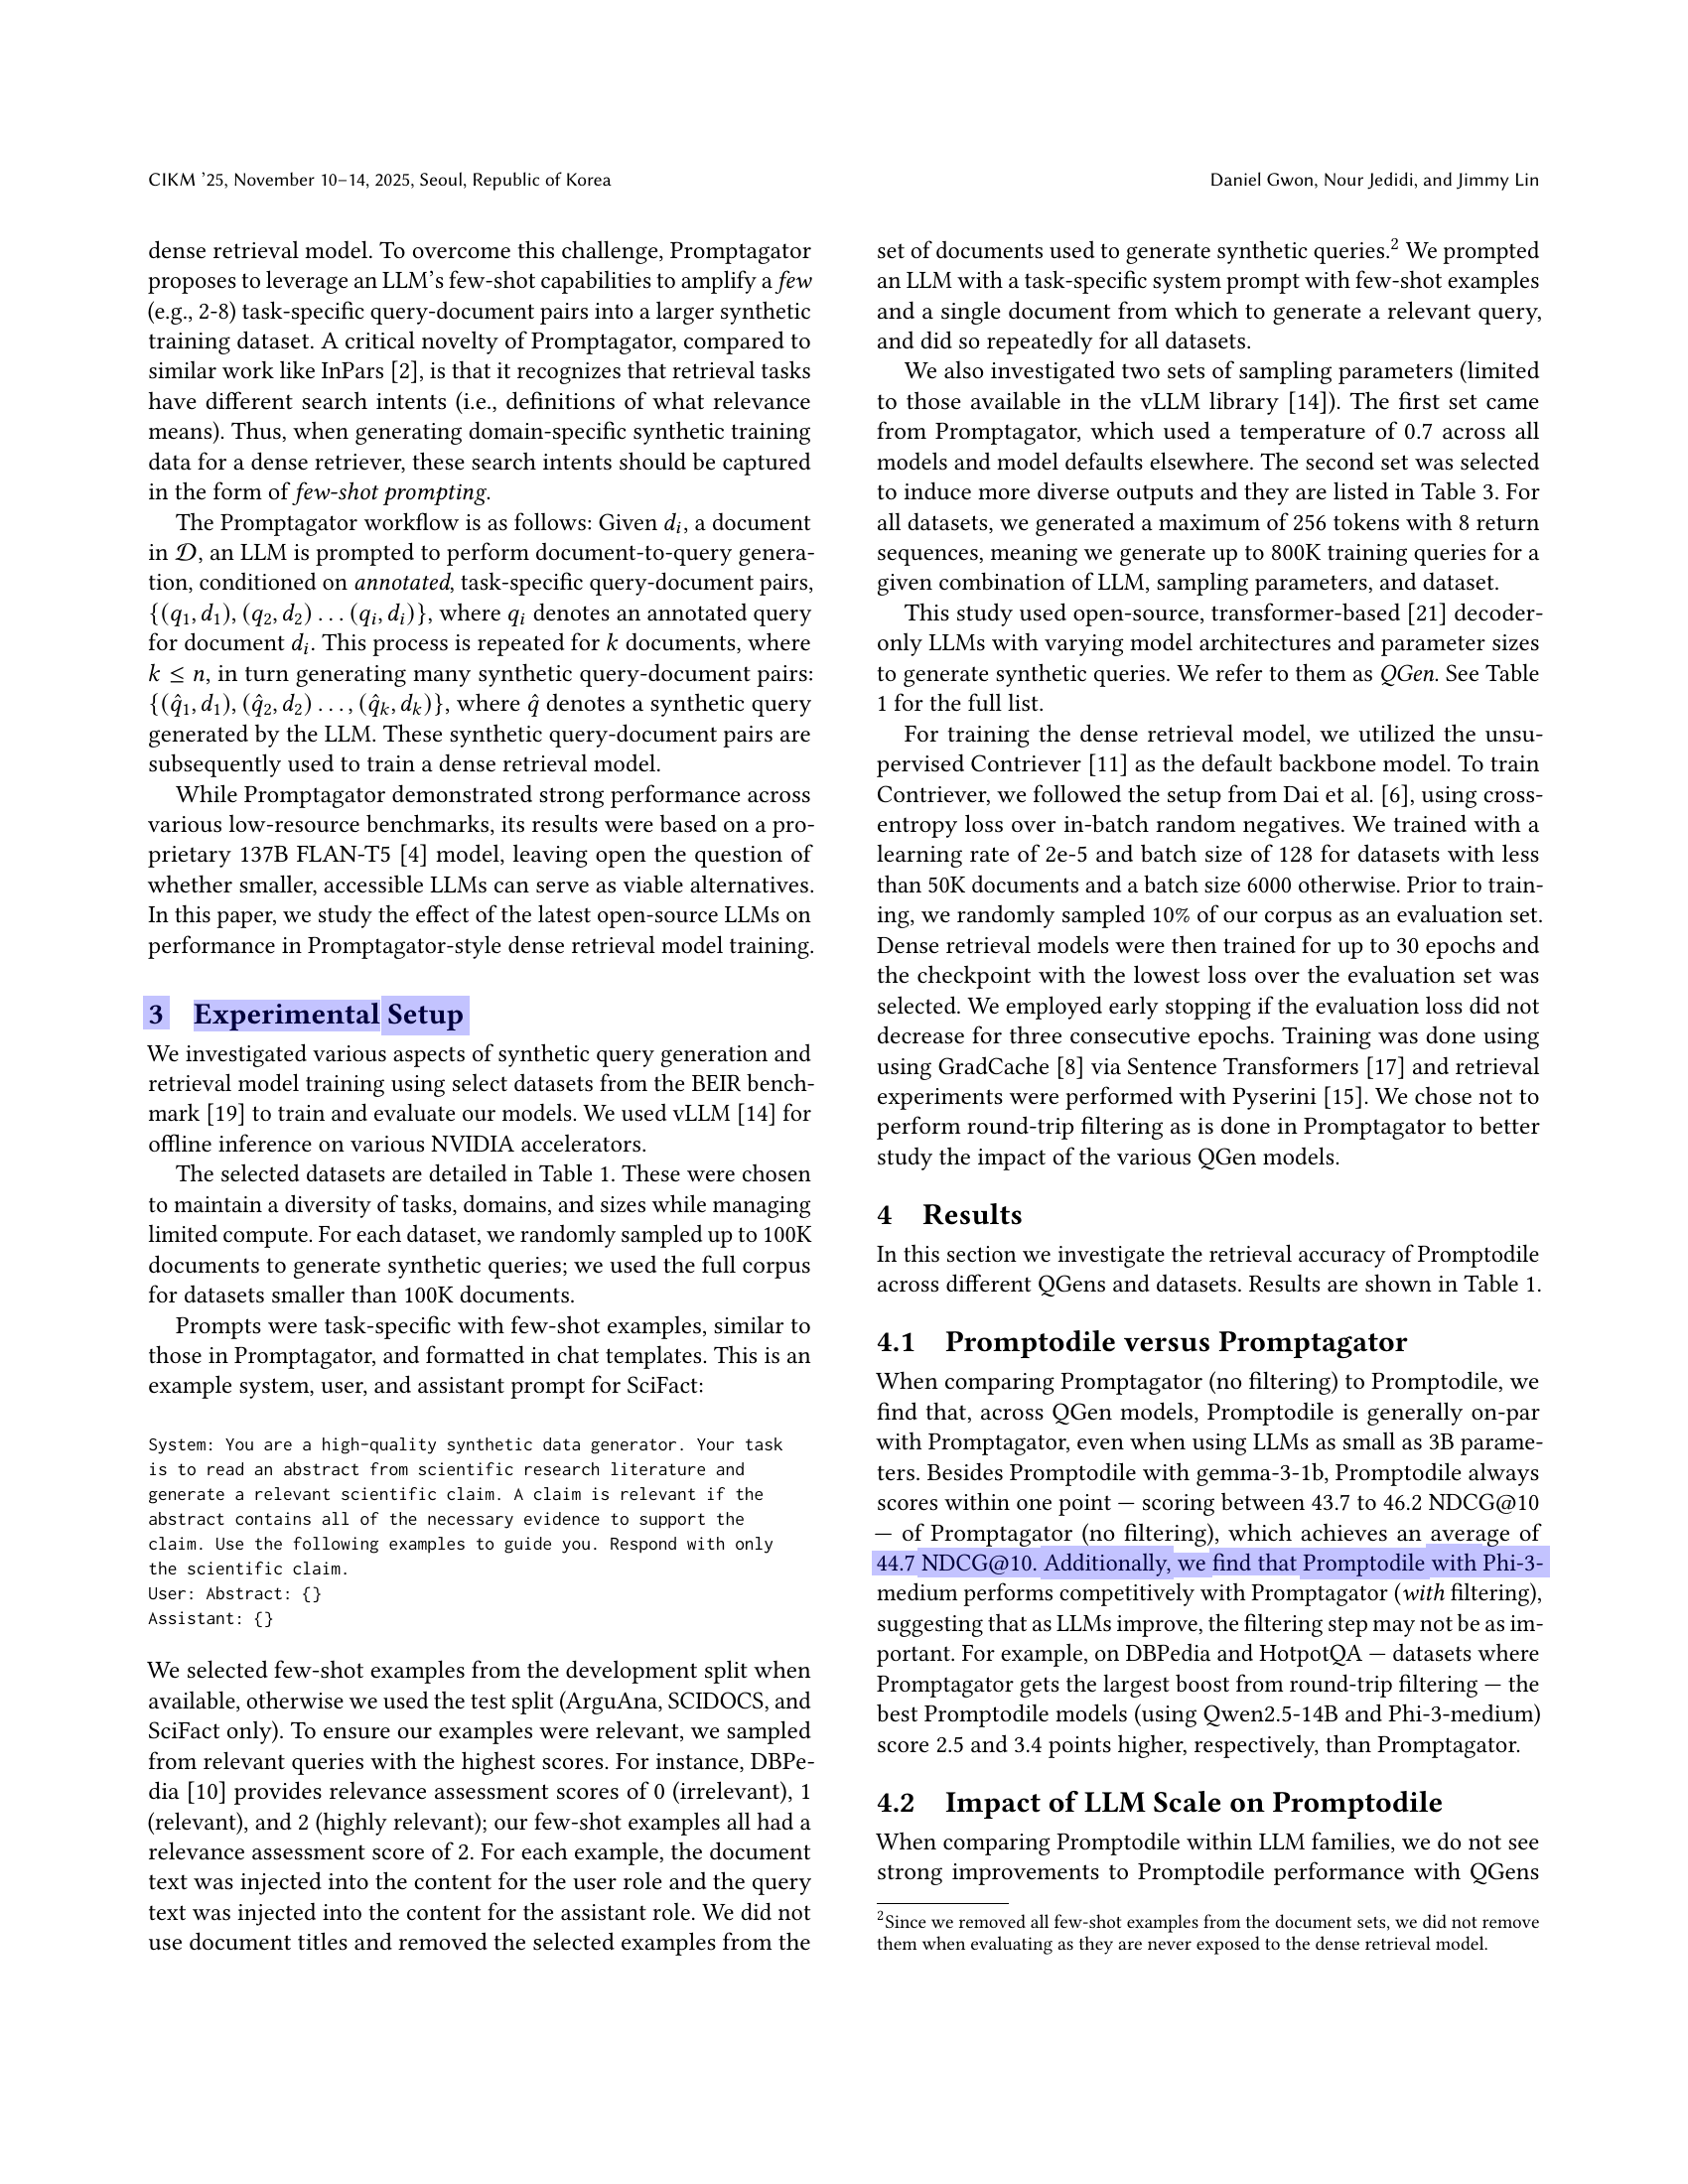 CIKM ’25, November 10–14, 2025, Seoul, Republic of Korea
Daniel Gwon, Nour Jedidi, and Jimmy Lin
dense retrieval model. To overcome this challenge, Promptagator
proposes to leverage an LLM’s few-shot capabilities to amplify a few
(e.g., 2-8) task-specific query-document pairs into a larger synthetic
training dataset. A critical novelty of Promptagator, compared to
similar work like InPars [2], is that it recognizes that retrieval tasks
have different search intents (i.e., definitions of what relevance
means). Thus, when generating domain-specific synthetic training
data for a dense retriever, these search intents should be captured
in the form of few-shot prompting.
The Promptagator workflow is as follows: Given dᵢ, a document
in 𝒟, an LLM is prompted to perform document-to-query genera-
tion, conditioned on annotated, task-specific query-document pairs,
{(q₁, d₁), (q₂, d₂) . . . (qᵢ, dᵢ)}, where qᵢ denotes an annotated query
for document dᵢ. This process is repeated for k documents, where
k ≤ n, in turn generating many synthetic query-document pairs:
{(q̂₁, d₁), (q̂₂, d₂) . . . , (q̂ₖ, dₖ)}, where q̂ denotes a synthetic query
generated by the LLM. These synthetic query-document pairs are
subsequently used to train a dense retrieval model.
While Promptagator demonstrated strong performance across
various low-resource benchmarks, its results were based on a pro-
prietary 137B FLAN-T5 [4] model, leaving open the question of
whether smaller, accessible LLMs can serve as viable alternatives.
In this paper, we study the effect of the latest open-source LLMs on
performance in Promptagator-style dense retrieval model training.
3 Experimental Setup
We investigated various aspects of synthetic query generation and
retrieval model training using select datasets from the BEIR bench-
mark [19] to train and evaluate our models. We used vLLM [14] for
offline inference on various NVIDIA accelerators.
The selected datasets are detailed in Table 1. These were chosen
to maintain a diversity of tasks, domains, and sizes while managing
limited compute. For each dataset, we randomly sampled up to 100K
documents to generate synthetic queries; we used the full corpus
for datasets smaller than 100K documents.
Prompts were task-specific with few-shot examples, similar to
those in Promptagator, and formatted in chat templates. This is an
example system, user, and assistant prompt for SciFact:
System: You are a high-quality synthetic data generator. Your task
is to read an abstract from scientific research literature and
generate a relevant scientific claim. A claim is relevant if the
abstract contains all of the necessary evidence to support the
claim. Use the following examples to guide you. Respond with only
the scientific claim.
User: Abstract: {}
Assistant: {}
We selected few-shot examples from the development split when
available, otherwise we used the test split (ArguAna, SCIDOCS, and
SciFact only). To ensure our examples were relevant, we sampled
from relevant queries with the highest scores. For instance, DBPe-
dia [10] provides relevance assessment scores of 0 (irrelevant), 1
(relevant), and 2 (highly relevant); our few-shot examples all had a
relevance assessment score of 2. For each example, the document
text was injected into the content for the user role and the query
text was injected into the content for the assistant role. We did not
use document titles and removed the selected examples from the
set of documents used to generate synthetic queries.² We prompted
an LLM with a task-specific system prompt with few-shot examples
and a single document from which to generate a relevant query,
and did so repeatedly for all datasets.
We also investigated two sets of sampling parameters (limited
to those available in the vLLM library [14]). The first set came
from Promptagator, which used a temperature of 0.7 across all
models and model defaults elsewhere. The second set was selected
to induce more diverse outputs and they are listed in Table 3. For
all datasets, we generated a maximum of 256 tokens with 8 return
sequences, meaning we generate up to 800K training queries for a
given combination of LLM, sampling parameters, and dataset.
This study used open-source, transformer-based [21] decoder-
only LLMs with varying model architectures and parameter sizes
to generate synthetic queries. We refer to them as QGen. See Table
1 for the full list.
For training the dense retrieval model, we utilized the unsu-
pervised Contriever [11] as the default backbone model. To train
Contriever, we followed the setup from Dai et al. [6], using cross-
entropy loss over in-batch random negatives. We trained with a
learning rate of 2e-5 and batch size of 128 for datasets with less
than 50K documents and a batch size 6000 otherwise. Prior to train-
ing, we randomly sampled 10% of our corpus as an evaluation set.
Dense retrieval models were then trained for up to 30 epochs and
the checkpoint with the lowest loss over the evaluation set was
selected. We employed early stopping if the evaluation loss did not
decrease for three consecutive epochs. Training was done using
using GradCache [8] via Sentence Transformers [17] and retrieval
experiments were performed with Pyserini [15]. We chose not to
perform round-trip filtering as is done in Promptagator to better
study the impact of the various QGen models.
4 Results
In this section we investigate the retrieval accuracy of Promptodile
across different QGens and datasets. Results are shown in Table 1.
4.1 Promptodile versus Promptagator
When comparing Promptagator (no filtering) to Promptodile, we
find that, across QGen models, Promptodile is generally on-par
with Promptagator, even when using LLMs as small as 3B parame-
ters. Besides Promptodile with gemma-3-1b, Promptodile always
scores within one point — scoring between 43.7 to 46.2 NDCG@10
— of Promptagator (no filtering), which achieves an average of
44.7 NDCG@10. Additionally, we find that Promptodile with Phi-3-
medium performs competitively with Promptagator (with filtering),
suggesting that as LLMs improve, the filtering step may not be as im-
portant. For example, on DBPedia and HotpotQA — datasets where
Promptagator gets the largest boost from round-trip filtering — the
best Promptodile models (using Qwen2.5-14B and Phi-3-medium)
score 2.5 and 3.4 points higher, respectively, than Promptagator.
4.2 Impact of LLM Scale on Promptodile
When comparing Promptodile within LLM families, we do not see
strong improvements to Promptodile performance with QGens
²Since we removed all few-shot examples from the document sets, we did not remove
them when evaluating as they are never exposed to the dense retrieval model.